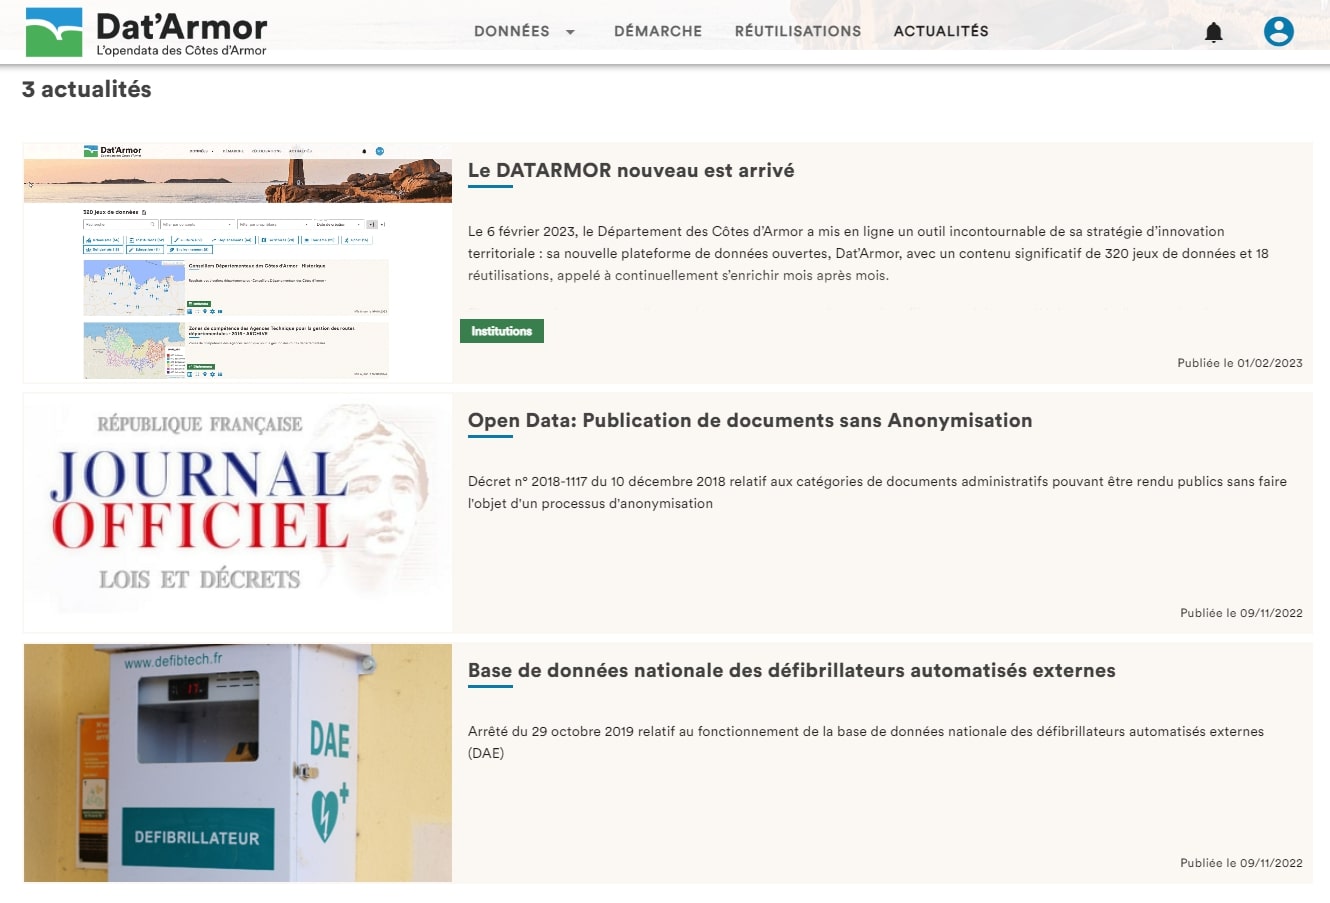 Dat'Armor
L'opendata des Côtes d'Armor
DONNÉES
DÉMARCHE
RÉUTILISATIONS
ACTUALITÉS
3 actualités
Dat'Armor
320 jeux de données
Conseillers Départementaux des Côtes d'Armor - Historique
Zones de compétence des Agences Technique pour la gestion des routes
départementales - 2018 - ARCHIVE
Le DATARMOR nouveau est arrivé
Le 6 février 2023, le Département des Côtes d'Armor a mis en ligne un outil incontournable de sa stratégie d'innovation
territoriale : sa nouvelle plateforme de données ouvertes, Dat'Armor, avec un contenu significatif de 320 jeux de données et 18
réutilisations, appelé à continuellement s'enrichir mois après mois.
Institutions
Publiée le 01/02/2023
RÉPUBLIQUE FRANÇAISE
JOURNAL
OFFICIEL
LOIS ET DÉCRETS
Open Data: Publication de documents sans Anonymisation
Décret n° 2018-1117 du 10 décembre 2018 relatif aux catégories de documents administratifs pouvant être rendu publics sans faire
l'objet d'un processus d'anonymisation
Publiée le 09/11/2022
www.defibtech.fr
DAE
DEFIBRILLATEUR
Base de données nationale des défibrillateurs automatisés externes
Arrêté du 29 octobre 2019 relatif au fonctionnement de la base de données nationale des défibrillateurs automatisés externes
(DAE)
Publiée le 09/11/2022